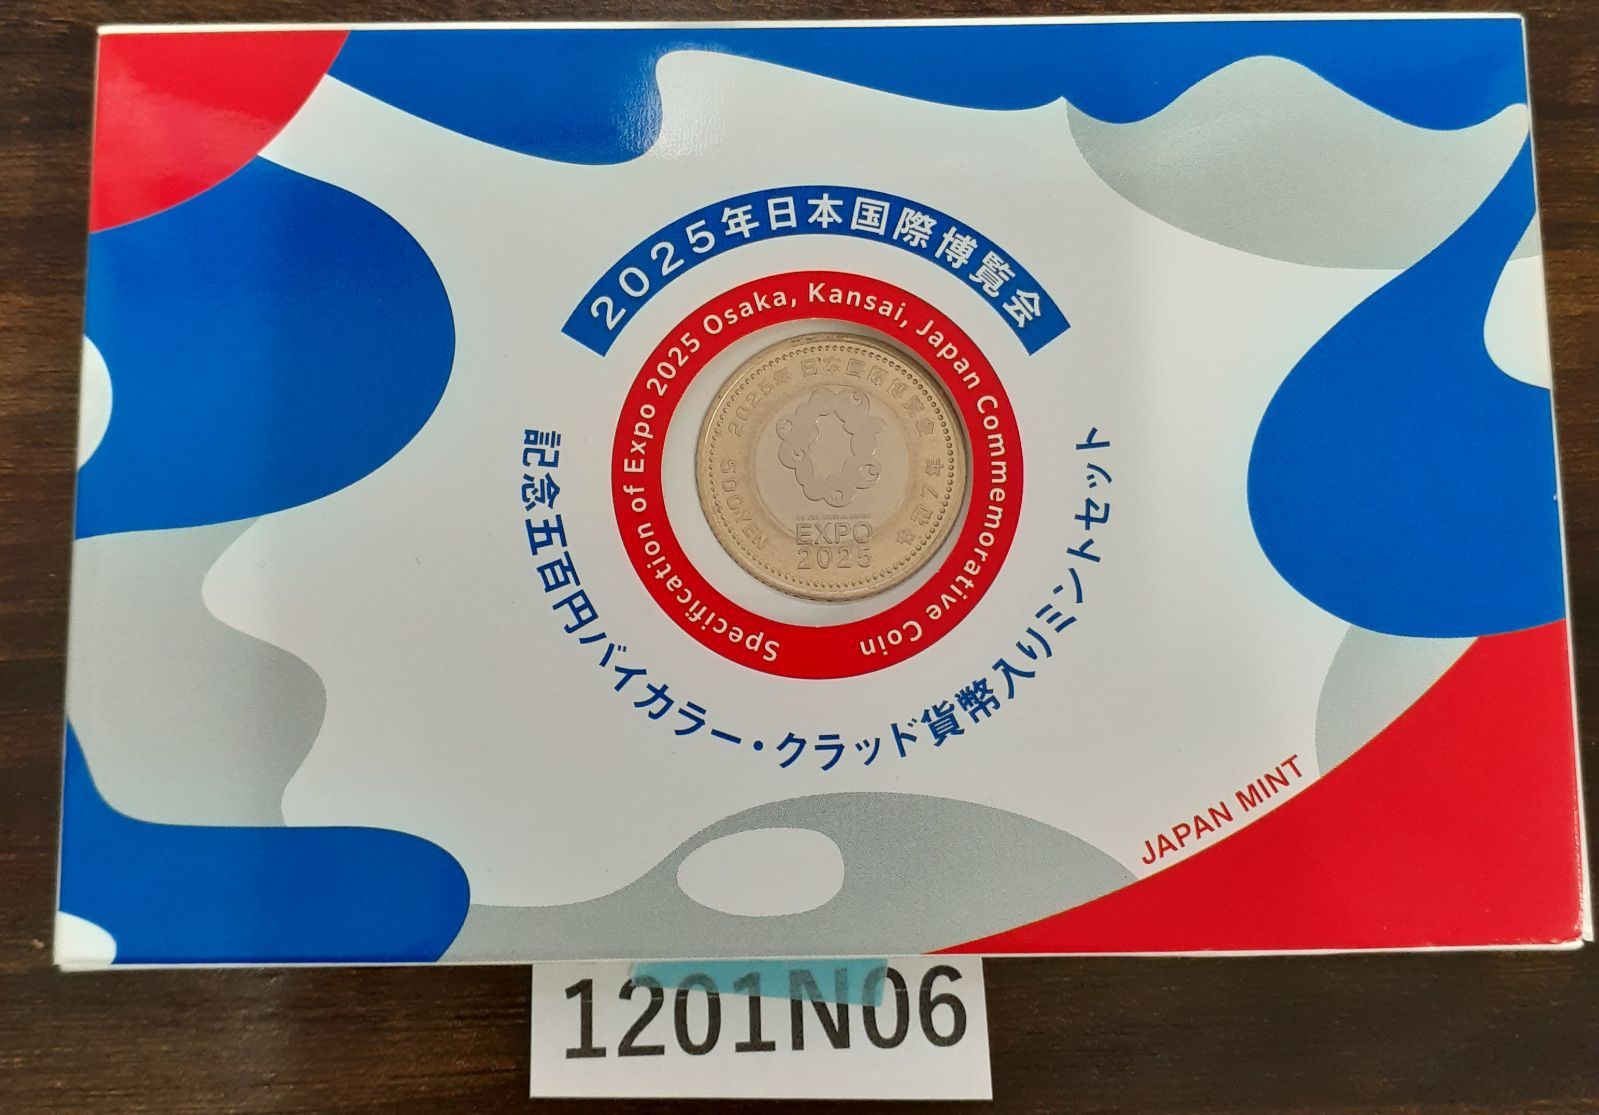 2025年日本国際博覧会
Specification of Expo 2025 Osaka, Kansai, Japan Commemorative Coin
2025年 日本国際博覧会 令和7年
500YEN
EXPO
2025
記念五百円バイカラー・クラッド貨幣入りミントセット
JAPAN MINT
1201N06